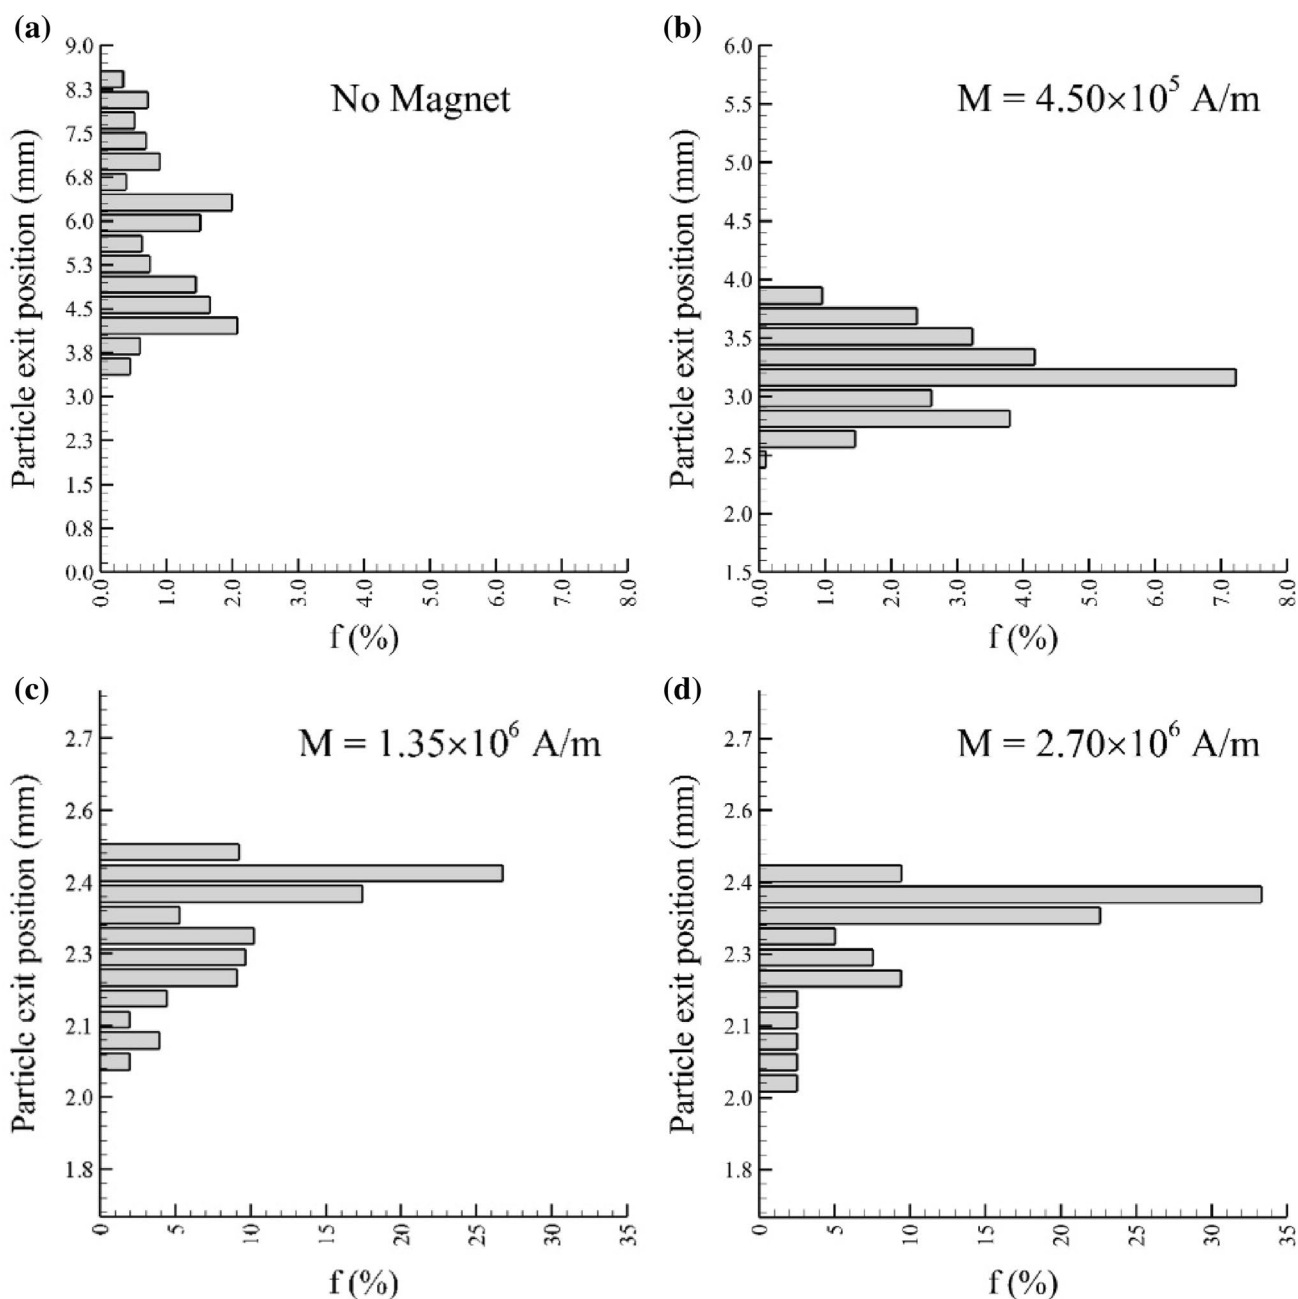 (a)
No Magnet
Particle exit position (mm)
9.0
8.3
7.5
6.8
6.0
5.3
4.5
3.8
3.0
2.3
1.5
0.8
0.0
0.0 1.0 2.0 3.0 4.0 5.0 6.0 7.0 8.0
f (%)
(b)
M = 4.50×10⁵ A/m
Particle exit position (mm)
6.0
5.5
5.0
4.5
4.0
3.5
3.0
2.5
2.0
1.5
0.0 1.0 2.0 3.0 4.0 5.0 6.0 7.0 8.0
f (%)
(c)
M = 1.35×10⁶ A/m
Particle exit position (mm)
2.7
2.6
2.4
2.3
2.1
2.0
1.8
0 5 10 15 20 25 30 35
f (%)
(d)
M = 2.70×10⁶ A/m
Particle exit position (mm)
2.7
2.6
2.4
2.3
2.1
2.0
1.8
0 5 10 15 20 25 30 35
f (%)